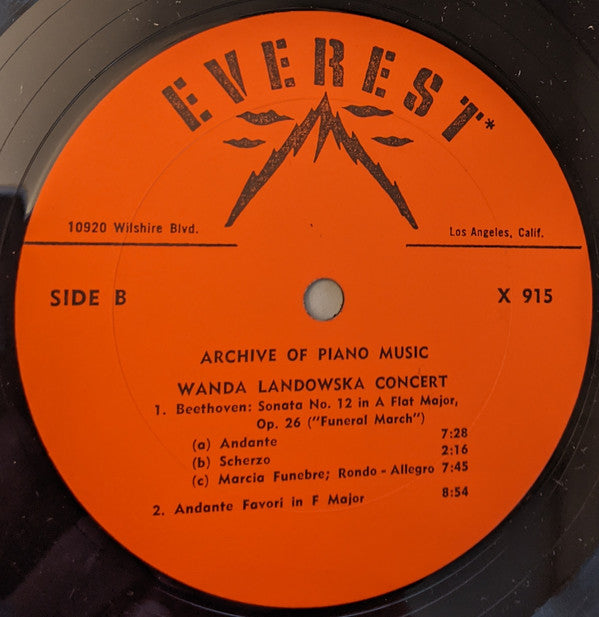 EVEREST*
10920 Wilshire Blvd.
Los Angeles, Calif.
SIDE B
X 915
ARCHIVE OF PIANO MUSIC
WANDA LANDOWSKA CONCERT
1. Beethoven: Sonata No. 12 in A Flat Major,
Op. 26 ("Funeral March")
(a) Andante 7:28
(b) Scherzo 2:16
(c) Marcia Funebre; Rondo - Allegro 7:45
2. Andante Favori in F Major 8:54